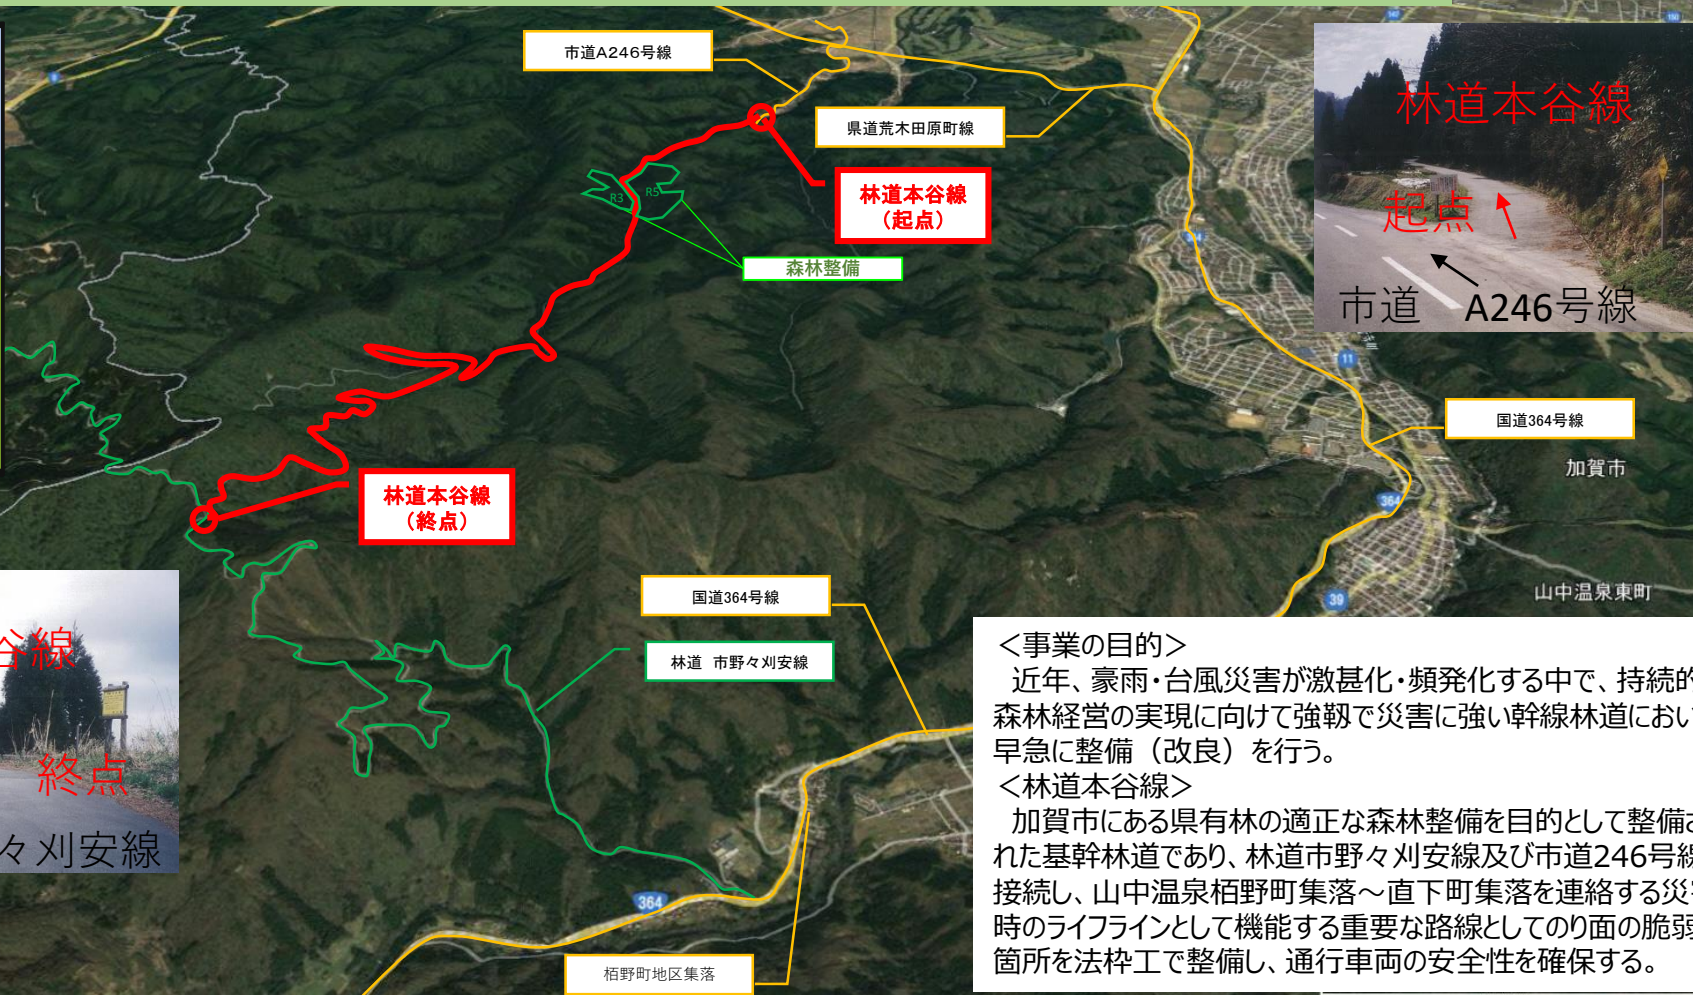 市道A246号線
県道荒木田原町線
林道本谷線
（起点）
R3
R5
森林整備
林道本谷線
起点
市道 A246号線
8
11
国道364号線
加賀市
364
林道本谷線
（終点）
39
山中温泉東町
国道364号線
林道 市野々刈安線
谷線
終点
々刈安線
364
栢野町地区集落
＜事業の目的＞
近年、豪雨・台風災害が激甚化・頻発化する中で、持続的
森林経営の実現に向けて強靱で災害に強い幹線林道におい
早急に整備（改良）を行う。
＜林道本谷線＞
加賀市にある県有林の適正な森林整備を目的として整備さ
れた基幹林道であり、林道市野々刈安線及び市道246号線
接続し、山中温泉栢野町集落～直下町集落を連絡する災害
時のライフラインとして機能する重要な路線としてのり面の脆弱
箇所を法枠工で整備し、通行車両の安全性を確保する。